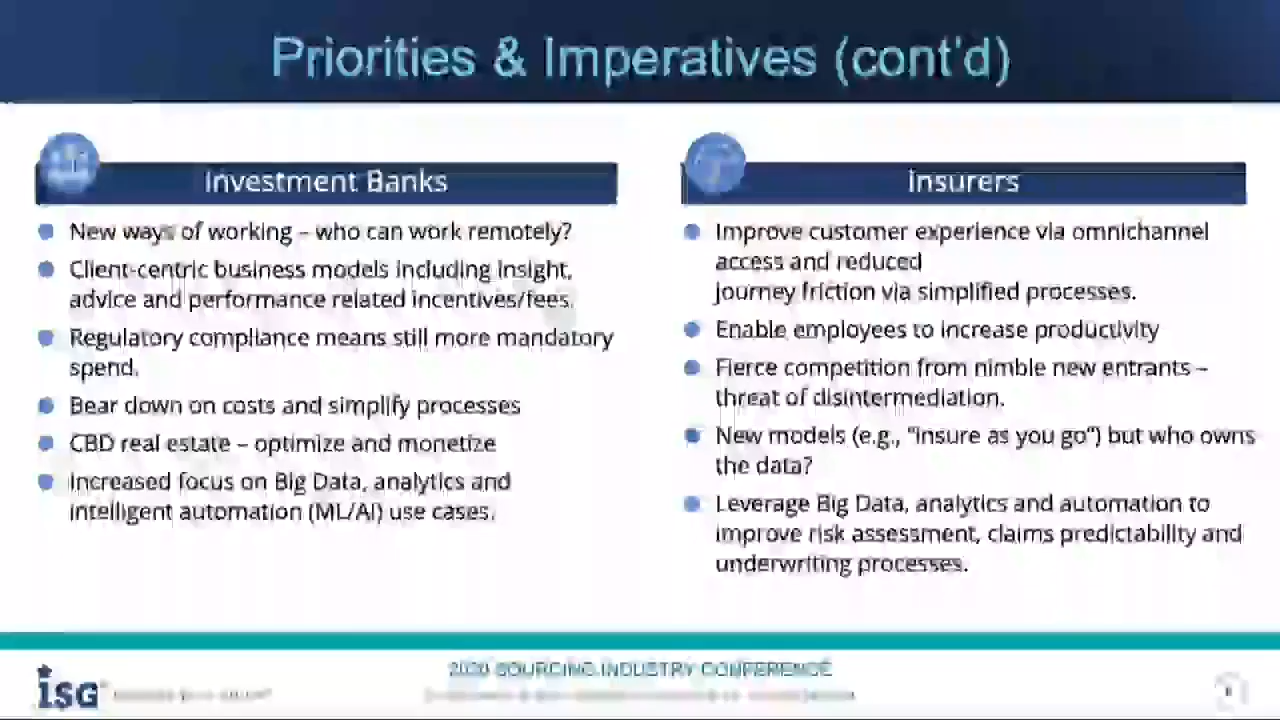 Priorities & Imperatives (cont'd)
Investment Banks
New ways of working – who can work remotely?
Client-centric business models including insight,
advice and performance related incentives/fees.
Regulatory compliance means still more mandatory
spend.
Bear down on costs and simplify processes
CBD real estate – optimize and monetize
Increased focus on Big Data, analytics and
intelligent automation (ML/AI) use cases.
Insurers
Improve customer experience via omnichannel
access and reduced
journey friction via simplified processes.
Enable employees to increase productivity
Fierce competition from nimble new entrants –
threat of disintermediation.
New models (e.g., “insure as you go”) but who owns
the data?
Leverage Big Data, analytics and automation to
improve risk assessment, claims predictability and
underwriting processes.
2020 SOURCING INDUSTRY CONFERENCE
iSG